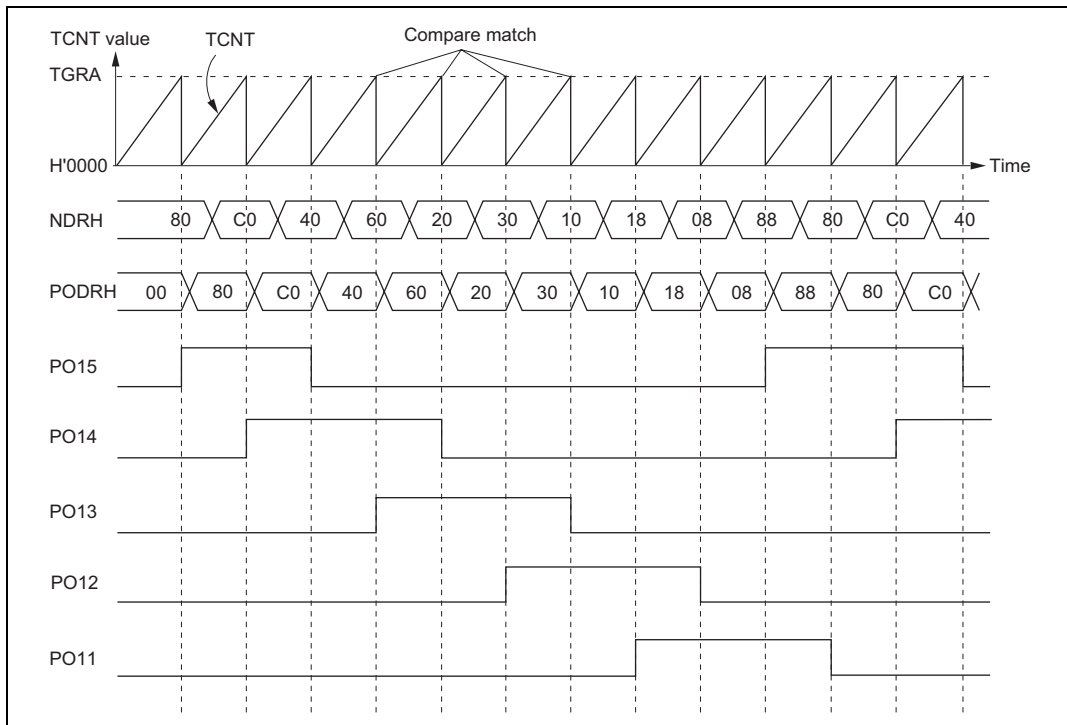 TCNT value TCNT Compare match
TGRA
H'0000 Time
NDRH 80 C0 40 60 20 30 10 18 08 88 80 C0 40
PODRH 00 80 C0 40 60 20 30 10 18 08 88 80 C0
PO15
PO14
PO13
PO12
PO11